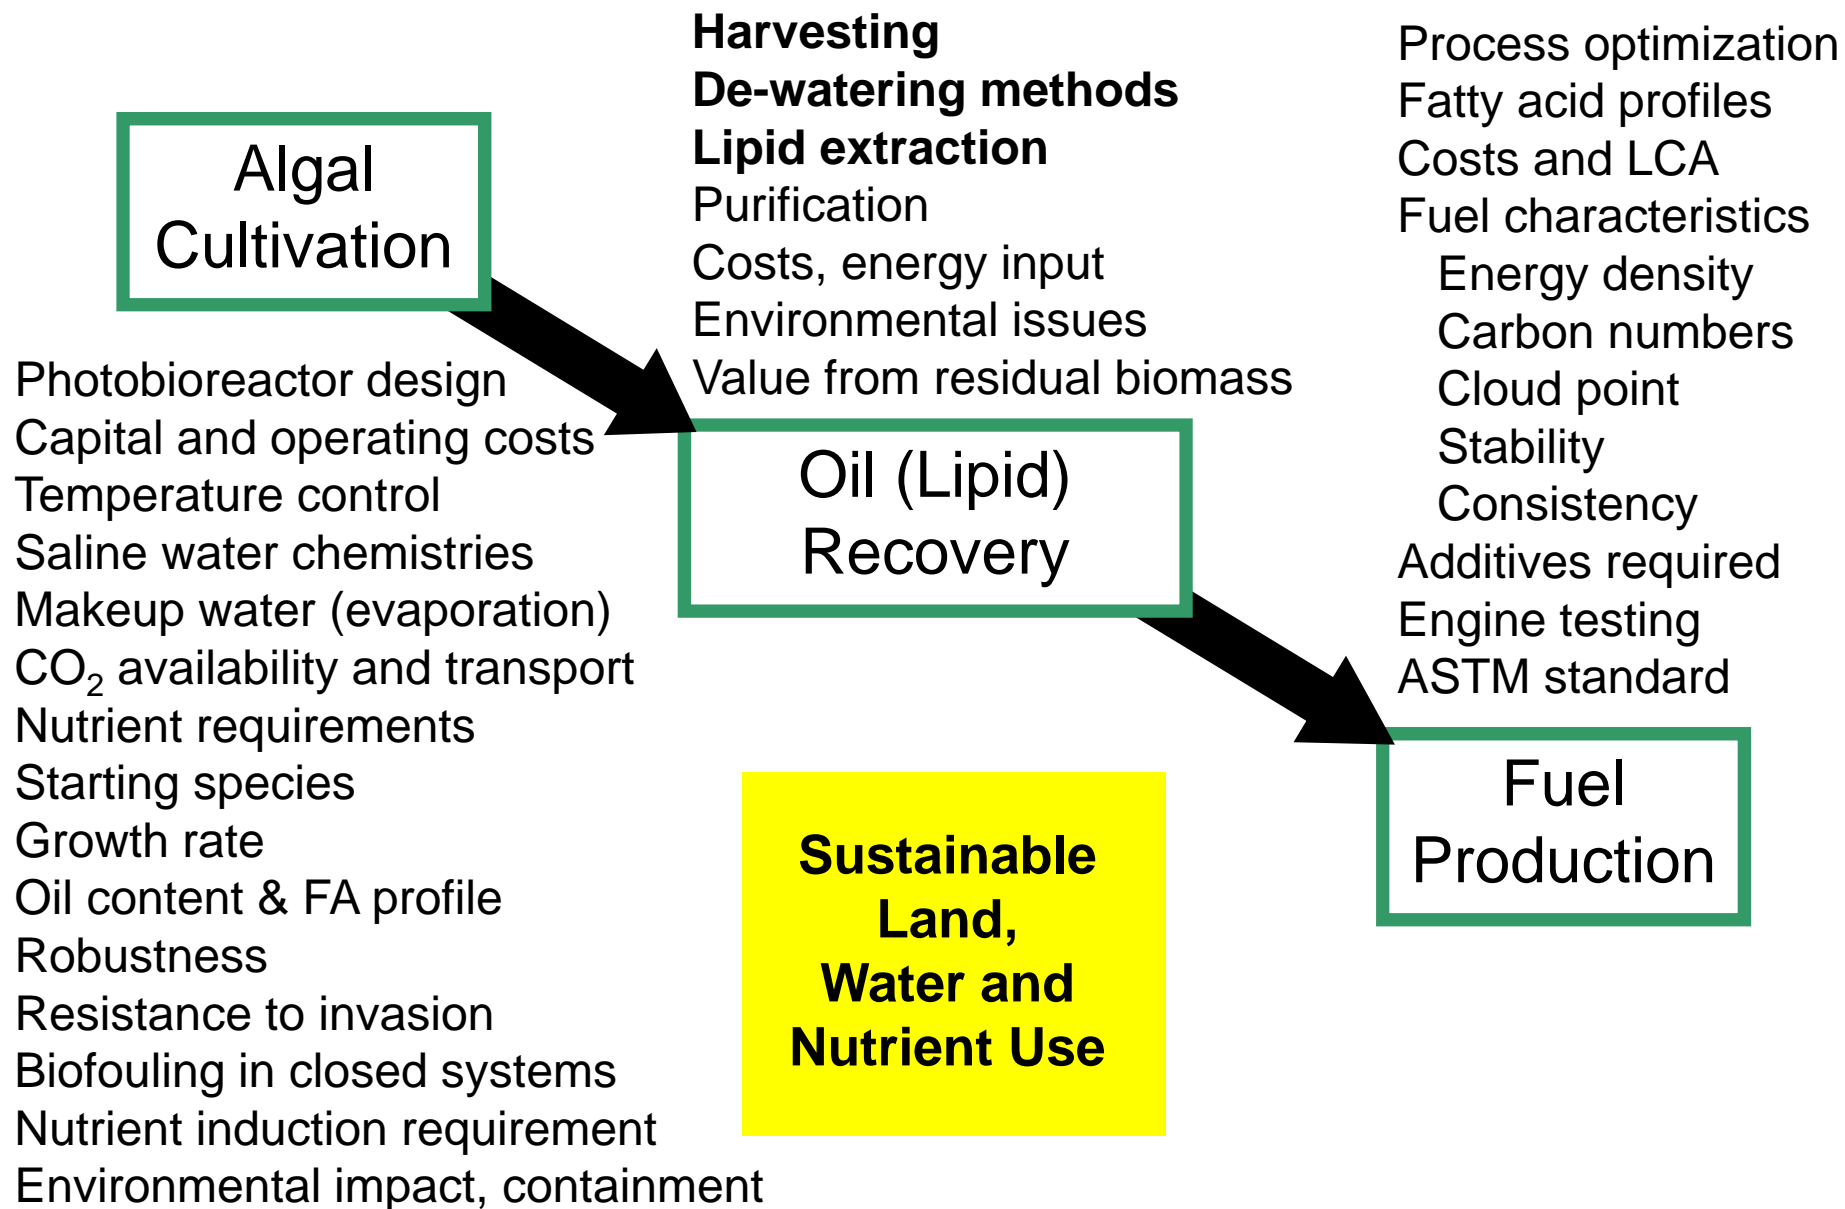 Algal
Cultivation
Photobioreactor design
Capital and operating costs
Temperature control
Saline water chemistries
Makeup water (evaporation)
CO₂ availability and transport
Nutrient requirements
Starting species
Growth rate
Oil content & FA profile
Robustness
Resistance to invasion
Biofouling in closed systems
Nutrient induction requirement
Environmental impact, containment
Harvesting
De-watering methods
Lipid extraction
Purification
Costs, energy input
Environmental issues
Value from residual biomass
Oil (Lipid)
Recovery
Sustainable
Land,
Water and
Nutrient Use
Process optimization
Fatty acid profiles
Costs and LCA
Fuel characteristics
Energy density
Carbon numbers
Cloud point
Stability
Consistency
Additives required
Engine testing
ASTM standard
Fuel
Production